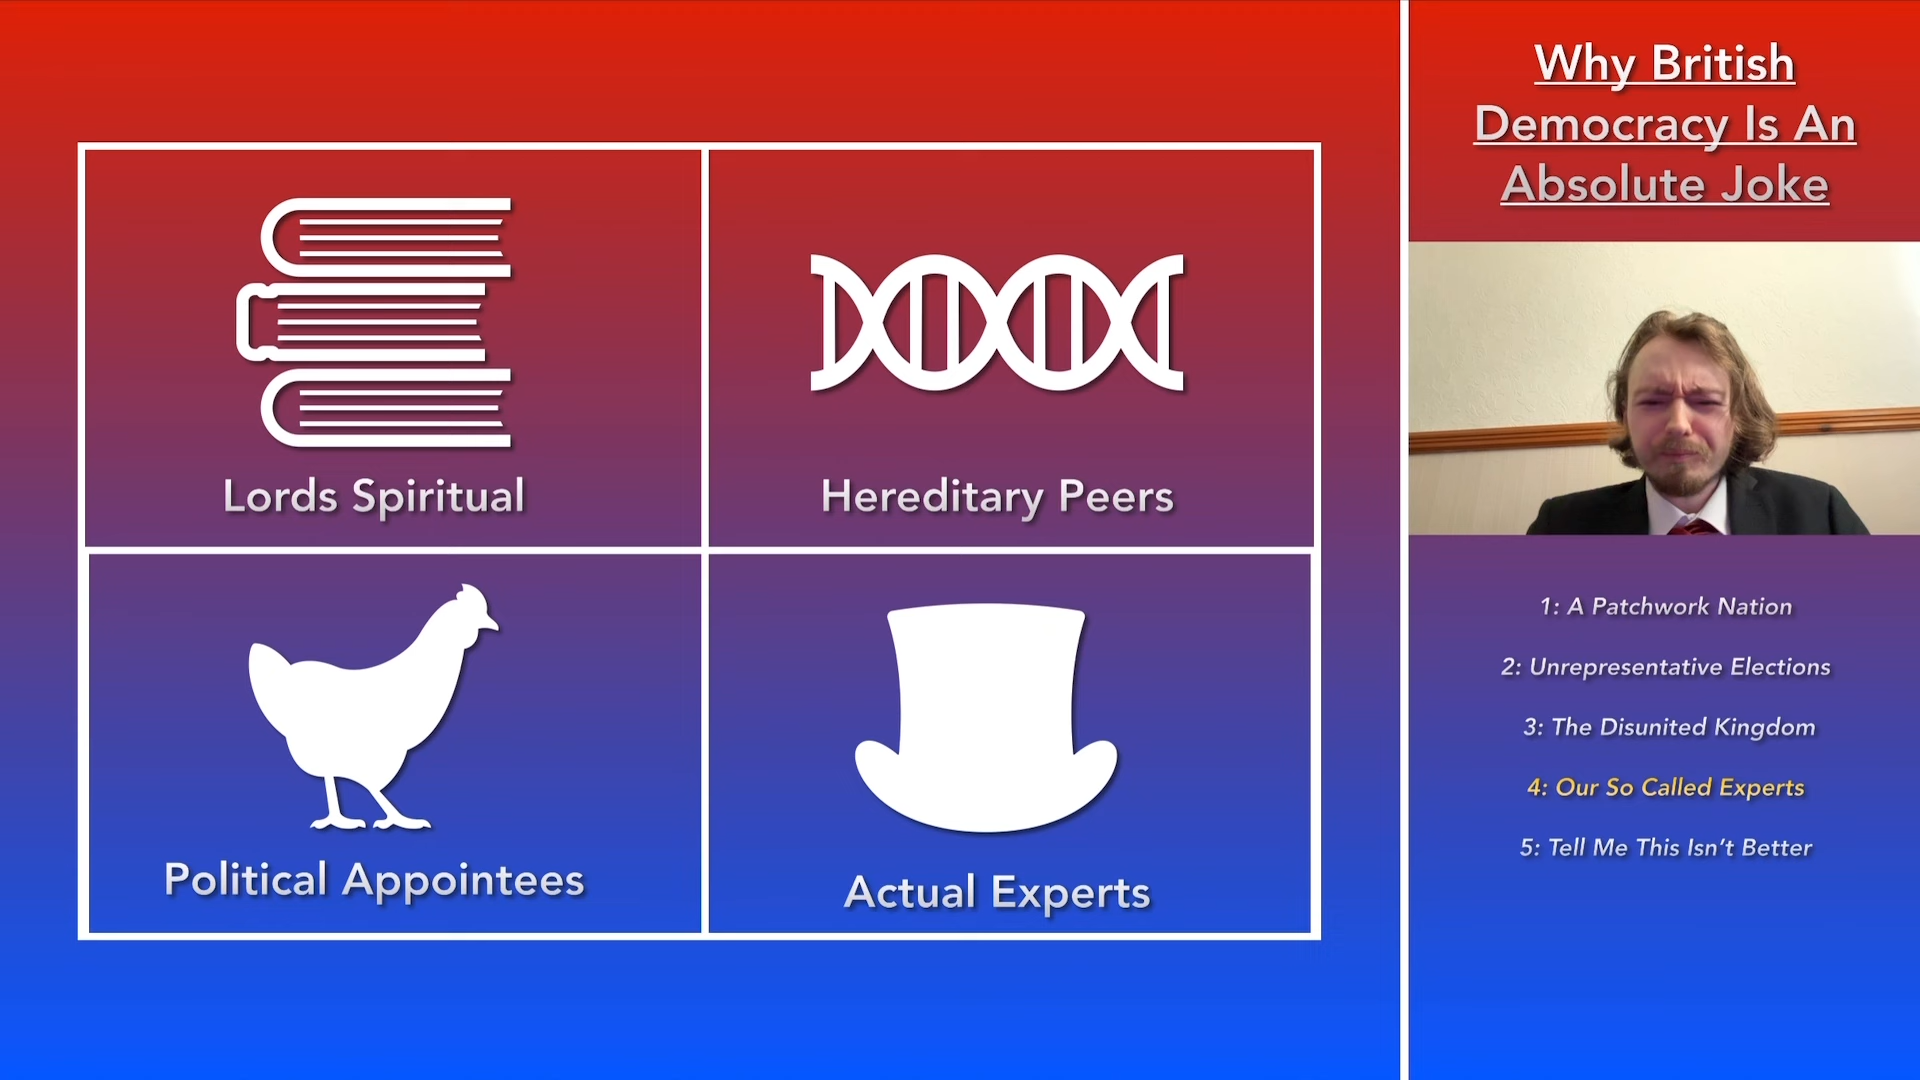 Lords Spiritual
Hereditary Peers
Political Appointees
Actual Experts
Why British
Democracy Is An
Absolute Joke
1: A Patchwork Nation
2: Unrepresentative Elections
3: The Disunited Kingdom
4: Our So Called Experts
5: Tell Me This Isn’t Better